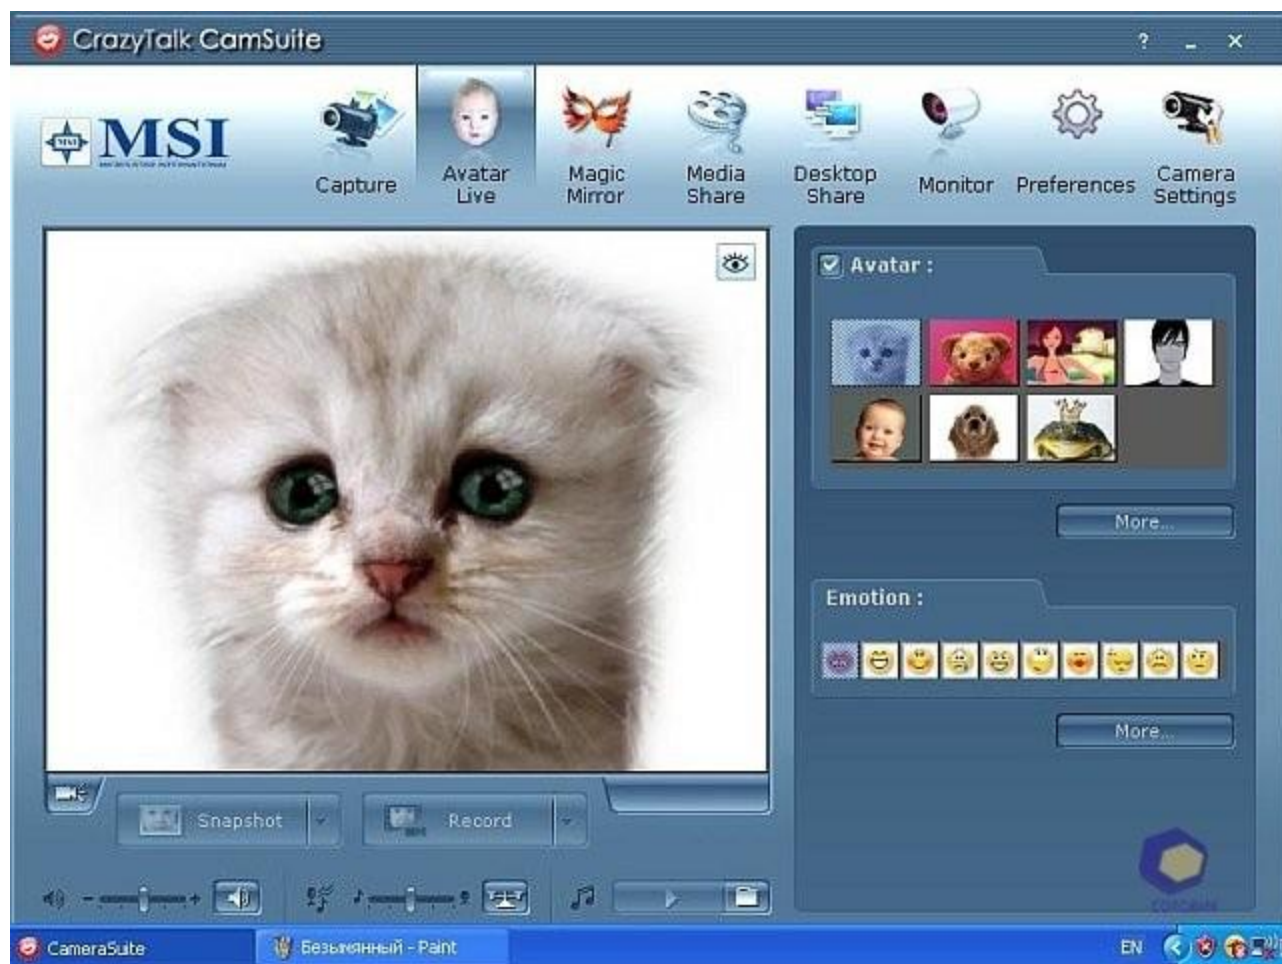 CrazyTalk CamSuite
? _ ×
MSI
Capture
Avatar
Live
Magic
Mirror
Media
Share
Desktop
Share
Monitor
Preferences
Camera
Settings
Avatar :
More...
Emotion :
More...
Snapshot
Record
CameraSuite
Безымянный - Paint
EN